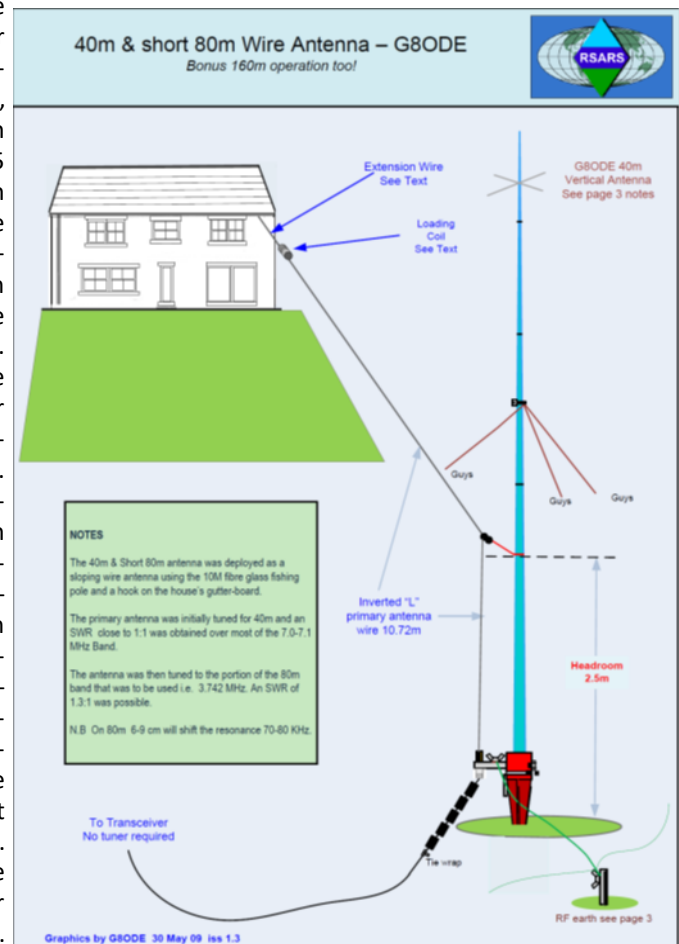 40m & short 80m Wire Antenna – G8ODE
Bonus 160m operation too!
RSARS
Extension Wire
See Text
G8ODE 40m
Vertical Antenna
See page 3 notes
Loading
Coil
See Text
Guys
Guys
Guys
NOTES
The 40m & Short 80m antenna was deployed as a
sloping wire antenna using the 10M fibre glass fishing
pole and a hook on the house's gutter-board.
The primary antenna was initially tuned for 40m and an
SWR close to 1:1 was obtained over most of the 7.0-7.1
MHz Band.
The antenna was then tuned to the portion of the 80m
band that was to be used i.e. 3.742 MHz. An SWR of
1.3:1 was possible.
N.B On 80m 6-9 cm will shift the resonance 70-80 KHz.
Inverted "L"
primary antenna
wire 10.72m
Headroom
2.5m
To Transceiver
No tuner required
Tie wrap
RF earth see page 3
Graphics by G8ODE 30 May 09 iss 1.3